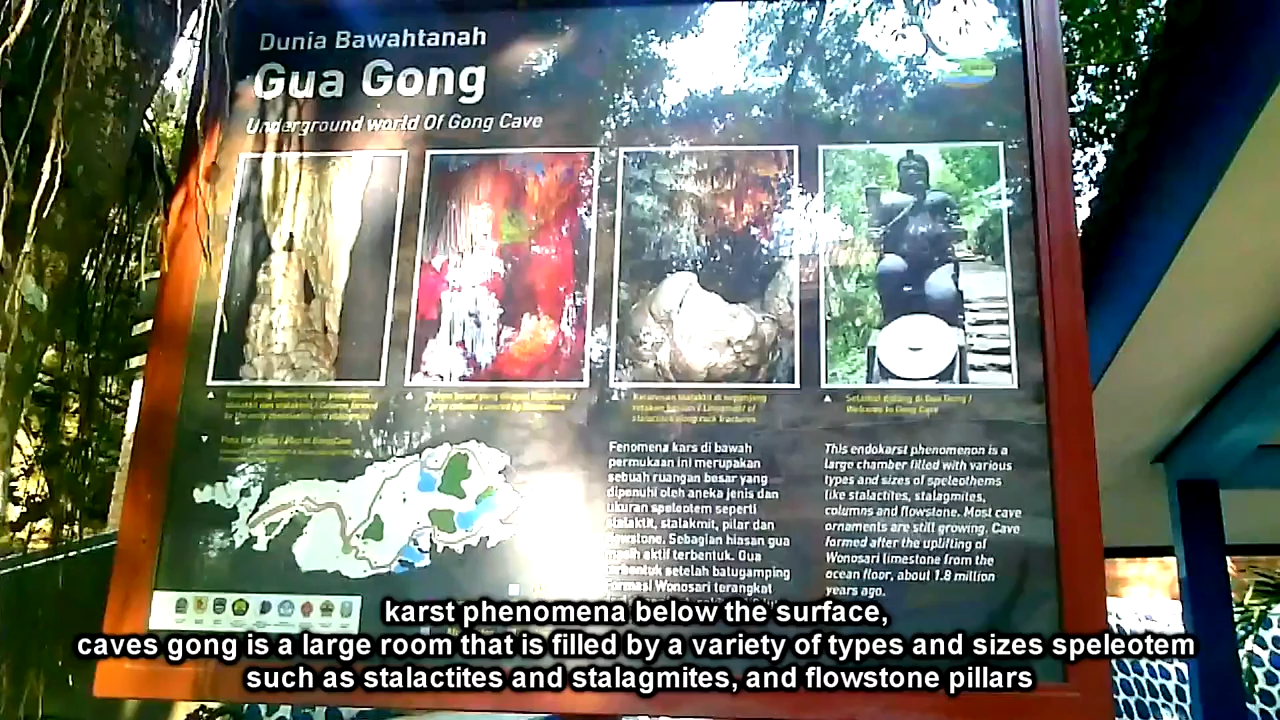 Dunia Bawahtanah
Gua Gong
Underground world Of Gong Cave
Selamat datang di Gua Gong /
Welcome to Gong Cave
Fenomena kars di bawah
permukaan ini merupakan
sebuah ruangan besar yang
dipenuhi oleh aneka jenis dan
ukuran speleotem seperti
stalaktit, stalakmit, pilar dan
flowstone. Sebagian hiasan gua
masih aktif terbentuk. Gua
terbentuk setelah batugamping
Formasi Wonosari terangkat
This endokarst phenomenon is a
large chamber filled with various
types and sizes of speleothems
like stalactites, stalagmites,
columns and flowstone. Most cave
ornaments are still growing. Cave
formed after the uplifting of
Wonosari limestone from the
ocean floor, about 1.8 million
years ago.
karst phenomena below the surface,
caves gong is a large room that is filled by a variety of types and sizes speleotem
such as stalactites and stalagmites, and flowstone pillars